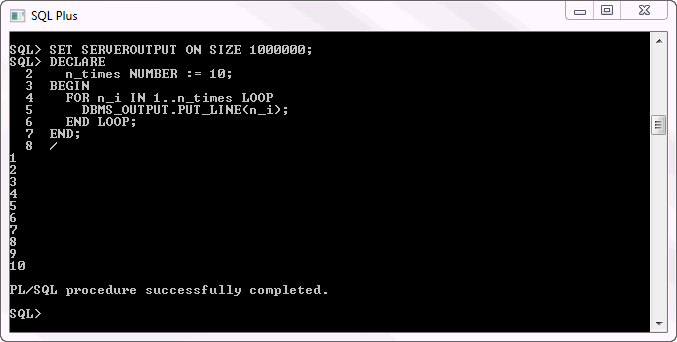 SQL Plus
SQL> SET SERVEROUTPUT ON SIZE 1000000;
SQL> DECLARE
  2    n_times NUMBER := 10;
  3  BEGIN
  4    FOR n_i IN 1..n_times LOOP
  5      DBMS_OUTPUT.PUT_LINE(n_i);
  6    END LOOP;
  7  END;
  8  /
1
2
3
4
5
6
7
8
9
10
PL/SQL procedure successfully completed.
SQL>